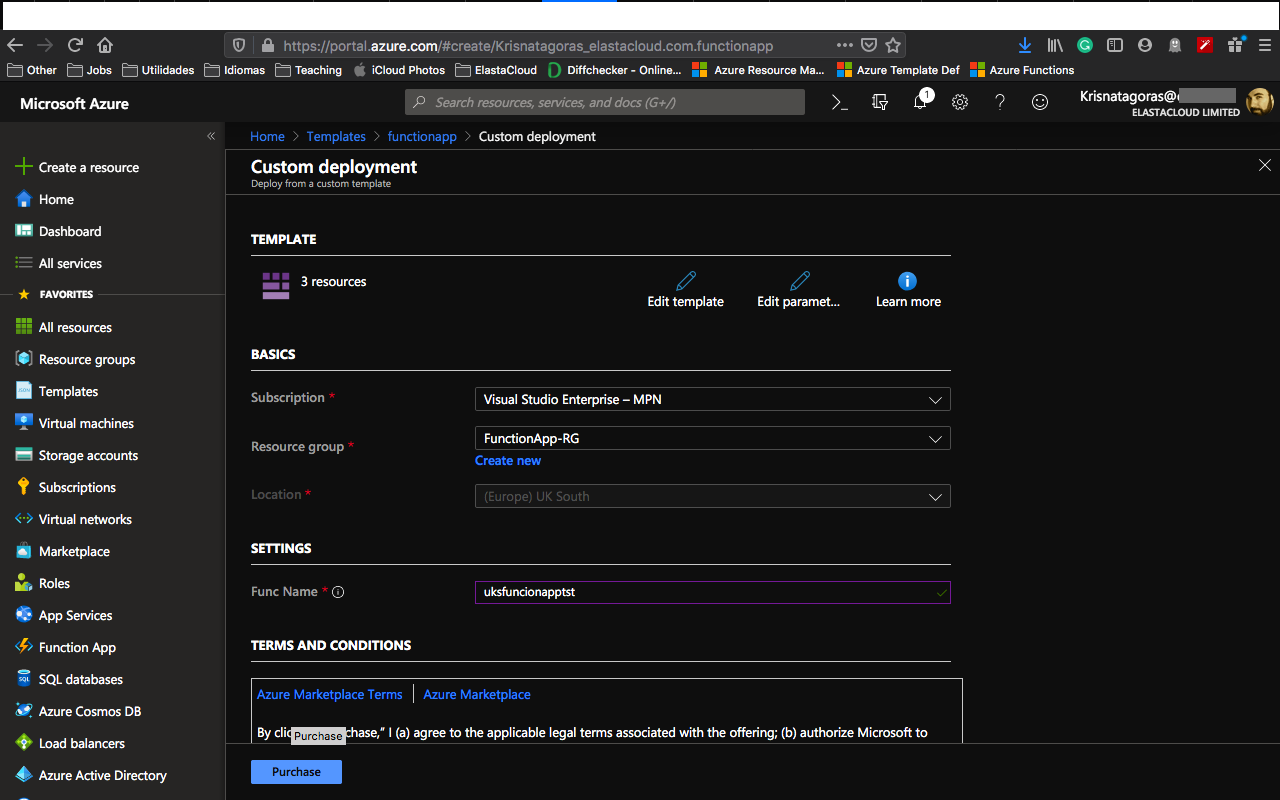 https://portal.azure.com/#create/Krisnatagoras_elastacloud.com.functionapp
Other Jobs Utilidades Idiomas Teaching iCloud Photos ElastaCloud Diffchecker - Online... Azure Resource Ma... Azure Template Def Azure Functions
Microsoft Azure
Search resources, services, and docs (G+/)
1
Krisnatagoras@
ELASTACLOUD LIMITED
«
Home > Templates > functionapp > Custom deployment
Custom deployment
Deploy from a custom template
Create a resource
Home
Dashboard
All services
FAVORITES
All resources
Resource groups
Templates
Virtual machines
Storage accounts
Subscriptions
Virtual networks
Marketplace
Roles
App Services
Function App
SQL databases
Azure Cosmos DB
Load balancers
Azure Active Directory
TEMPLATE
3 resources
Edit template
Edit paramet...
Learn more
BASICS
Subscription *
Visual Studio Enterprise – MPN
Resource group *
FunctionApp-RG
Create new
Location *
(Europe) UK South
SETTINGS
Func Name *
uksfuncionapptst
TERMS AND CONDITIONS
Azure Marketplace Terms | Azure Marketplace
By clic chase,” I (a) agree to the applicable legal terms associated with the offering; (b) authorize Microsoft to
Purchase
Purchase